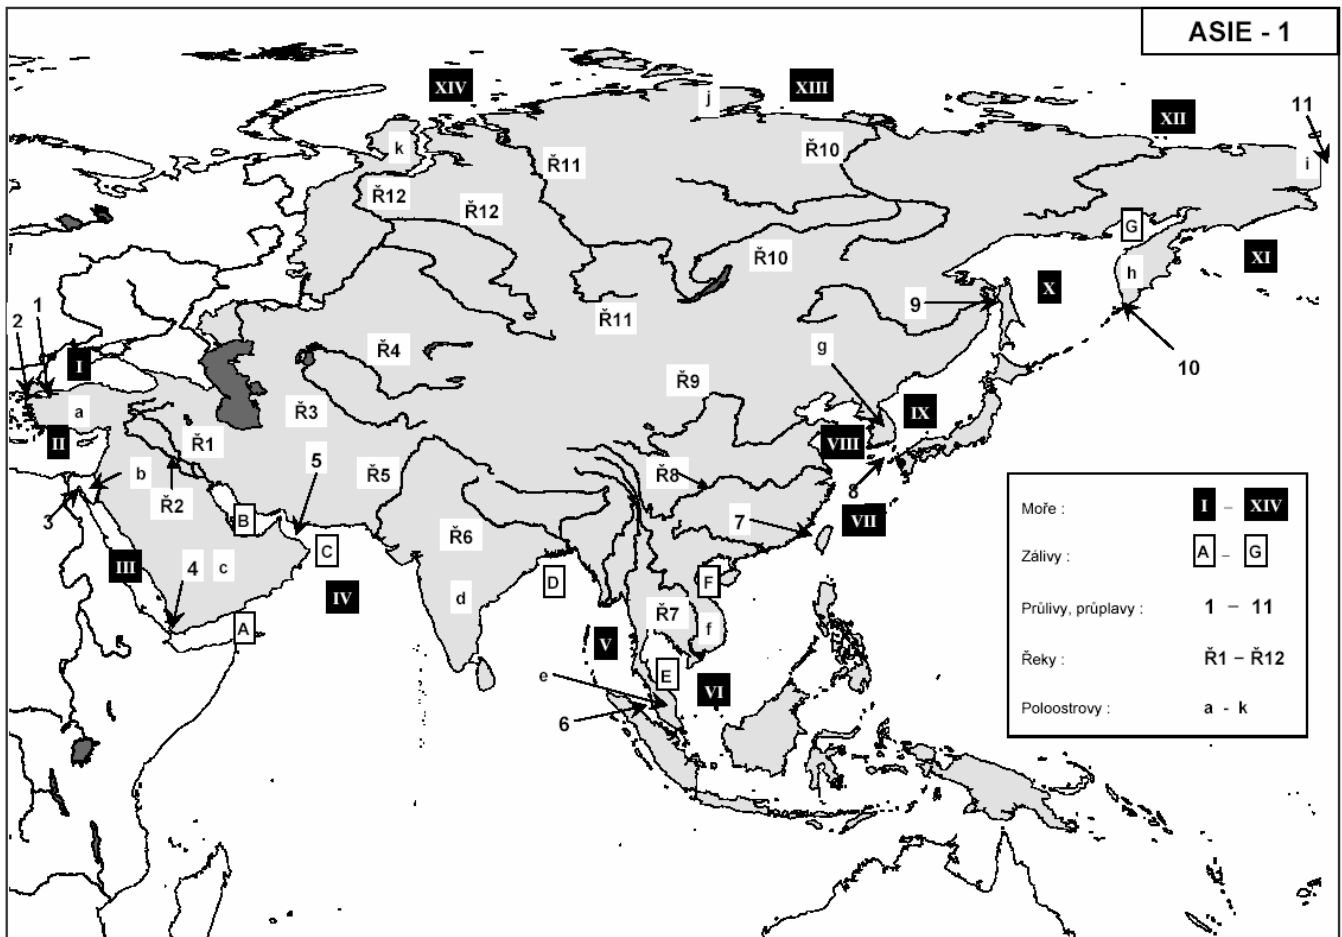 ASIE - 1
XIV
XIII
XII
11
j
k
Ř11
Ř10
i
Ř12
Ř12
G
Ř10
XI
h
X
9
1
2
Ř11
10
I
Ř4
g
Ř9
a
Ř3
IX
II
Ř1
VIII
5
b
Ř5
Ř8
8
Ř2
3
B
7
VII
C
Ř6
III
4
c
D
F
IV
d
Ř7
A
f
V
e
E
VI
6
Moře : I – XIV
Zálivy : A – G
Průlivy, průplavy : 1 – 11
Řeky : Ř1 – Ř12
Poloostrovy : a - k